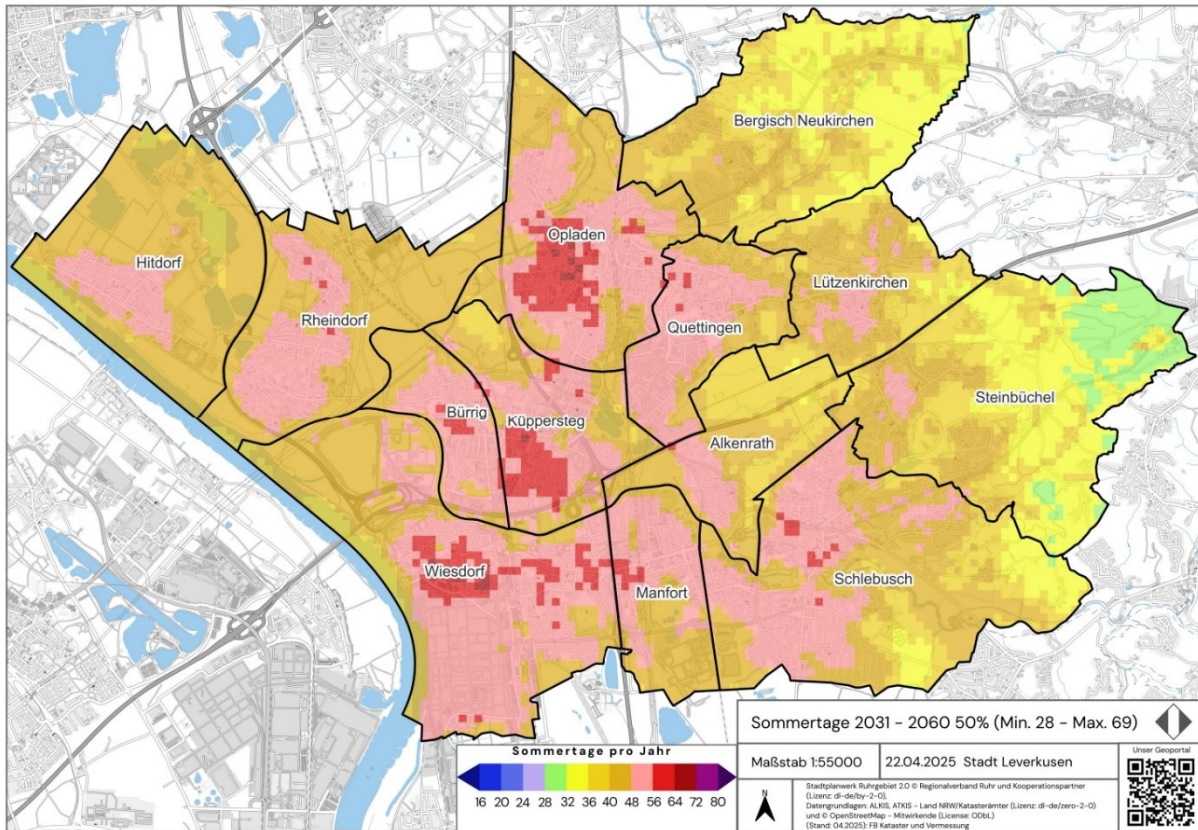 Bergisch Neukirchen
Opladen
Hitdorf
Lützenkirchen
Rheindorf
Quettingen
Steinbüchel
Bürrig
Küppersteg
Alkenrath
Wiesdorf
Schlebusch
Manfort
Sommertage 2031 - 2060 50% (Min. 28 - Max. 69)
Sommertage pro Jahr
16 20 24 28 32 36 40 48 56 64 72 80
Maßstab 1:55000
22.04.2025 Stadt Leverkusen
Unser Geoportal
N
Stadtplanwerk Ruhrgebiet 2.0 © Regionalverband Ruhr und Kooperationspartner
(Lizenz: dl-de/by-2-0),
Datengrundlagen: ALKIS, ATKIS - Land NRW/Katasterämter (Lizenz: dl-de/zero-2-0)
und © OpenStreetMap - Mitwirkende (License: ODbL)
(Stand: 04.2025): FB Kataster und Vermessung